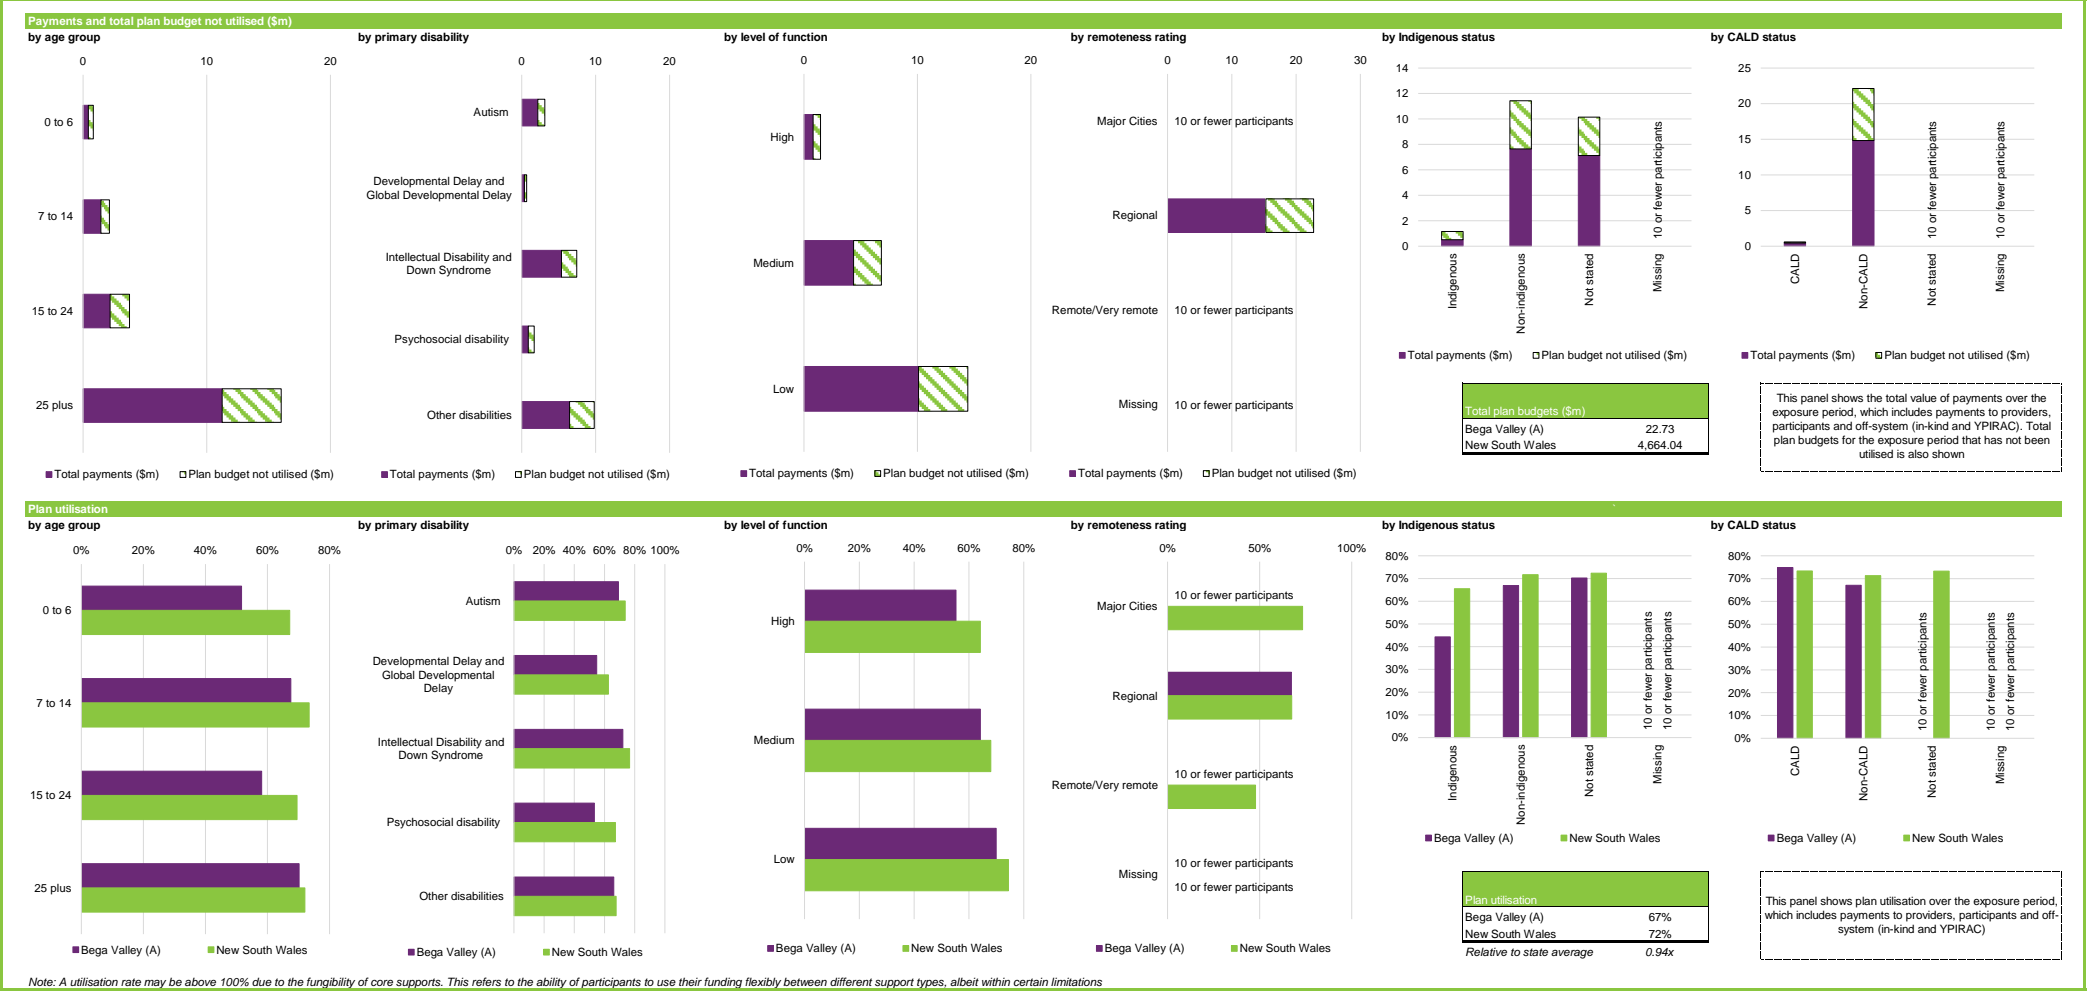 Payments and total plan budget not utilised ($m)
by age group
0 10 20
0 to 6
7 to 14
15 to 24
25 plus
Total payments ($m) Plan budget not utilised ($m)
by primary disability
0 10 20
Autism
Developmental Delay and
Global Developmental Delay
Intellectual Disability and
Down Syndrome
Psychosocial disability
Other disabilities
Total payments ($m) Plan budget not utilised ($m)
by level of function
0 10 20
High
Medium
Low
Total payments ($m) Plan budget not utilised ($m)
by remoteness rating
0 10 20 30
Major Cities 10 or fewer participants
Regional
Remote/Very remote 10 or fewer participants
Missing 10 or fewer participants
Total payments ($m) Plan budget not utilised ($m)
by Indigenous status
14
12
10
8
6
4
2
0
10 or fewer participants
Indigenous
Non-indigenous
Not stated
Missing
Total payments ($m) Plan budget not utilised ($m)
Total plan budgets ($m)
Bega Valley (A) 22.73
New South Wales 4,664.04
by CALD status
25
20
15
10
5
0
10 or fewer participants
10 or fewer participants
CALD
Non-CALD
Not stated
Missing
Total payments ($m) Plan budget not utilised ($m)
This panel shows the total value of payments over the
exposure period, which includes payments to providers,
participants and off-system (in-kind and YPIRAC). Total
plan budgets for the exposure period that has not been
utilised is also shown
Plan utilisation
by age group
0% 20% 40% 60% 80%
0 to 6
7 to 14
15 to 24
25 plus
Bega Valley (A) New South Wales
by primary disability
0% 20% 40% 60% 80% 100%
Autism
Developmental Delay and
Global Developmental
Delay
Intellectual Disability and
Down Syndrome
Psychosocial disability
Other disabilities
Bega Valley (A) New South Wales
by level of function
0% 20% 40% 60% 80%
High
Medium
Low
Bega Valley (A) New South Wales
by remoteness rating
0% 50% 100%
10 or fewer participants
Major Cities
Regional
10 or fewer participants
Remote/Very remote
10 or fewer participants
Missing
10 or fewer participants
Bega Valley (A) New South Wales
by Indigenous status
80%
70%
60%
50%
40%
30%
20%
10%
0%
10 or fewer participants
10 or fewer participants
Indigenous
Non-indigenous
Not stated
Missing
Bega Valley (A) New South Wales
Plan utilisation
Bega Valley (A) 67%
New South Wales 72%
Relative to state average 0.94x
by CALD status
80%
70%
60%
50%
40%
30%
20%
10%
0%
10 or fewer participants
10 or fewer participants
10 or fewer participants
CALD
Non-CALD
Not stated
Missing
Bega Valley (A) New South Wales
This panel shows plan utilisation over the exposure period,
which includes payments to providers, participants and off-
system (in-kind and YPIRAC)
Note: A utilisation rate may be above 100% due to the fungibility of core supports. This refers to the ability of participants to use their funding flexibly between different support types, albeit within certain limitations